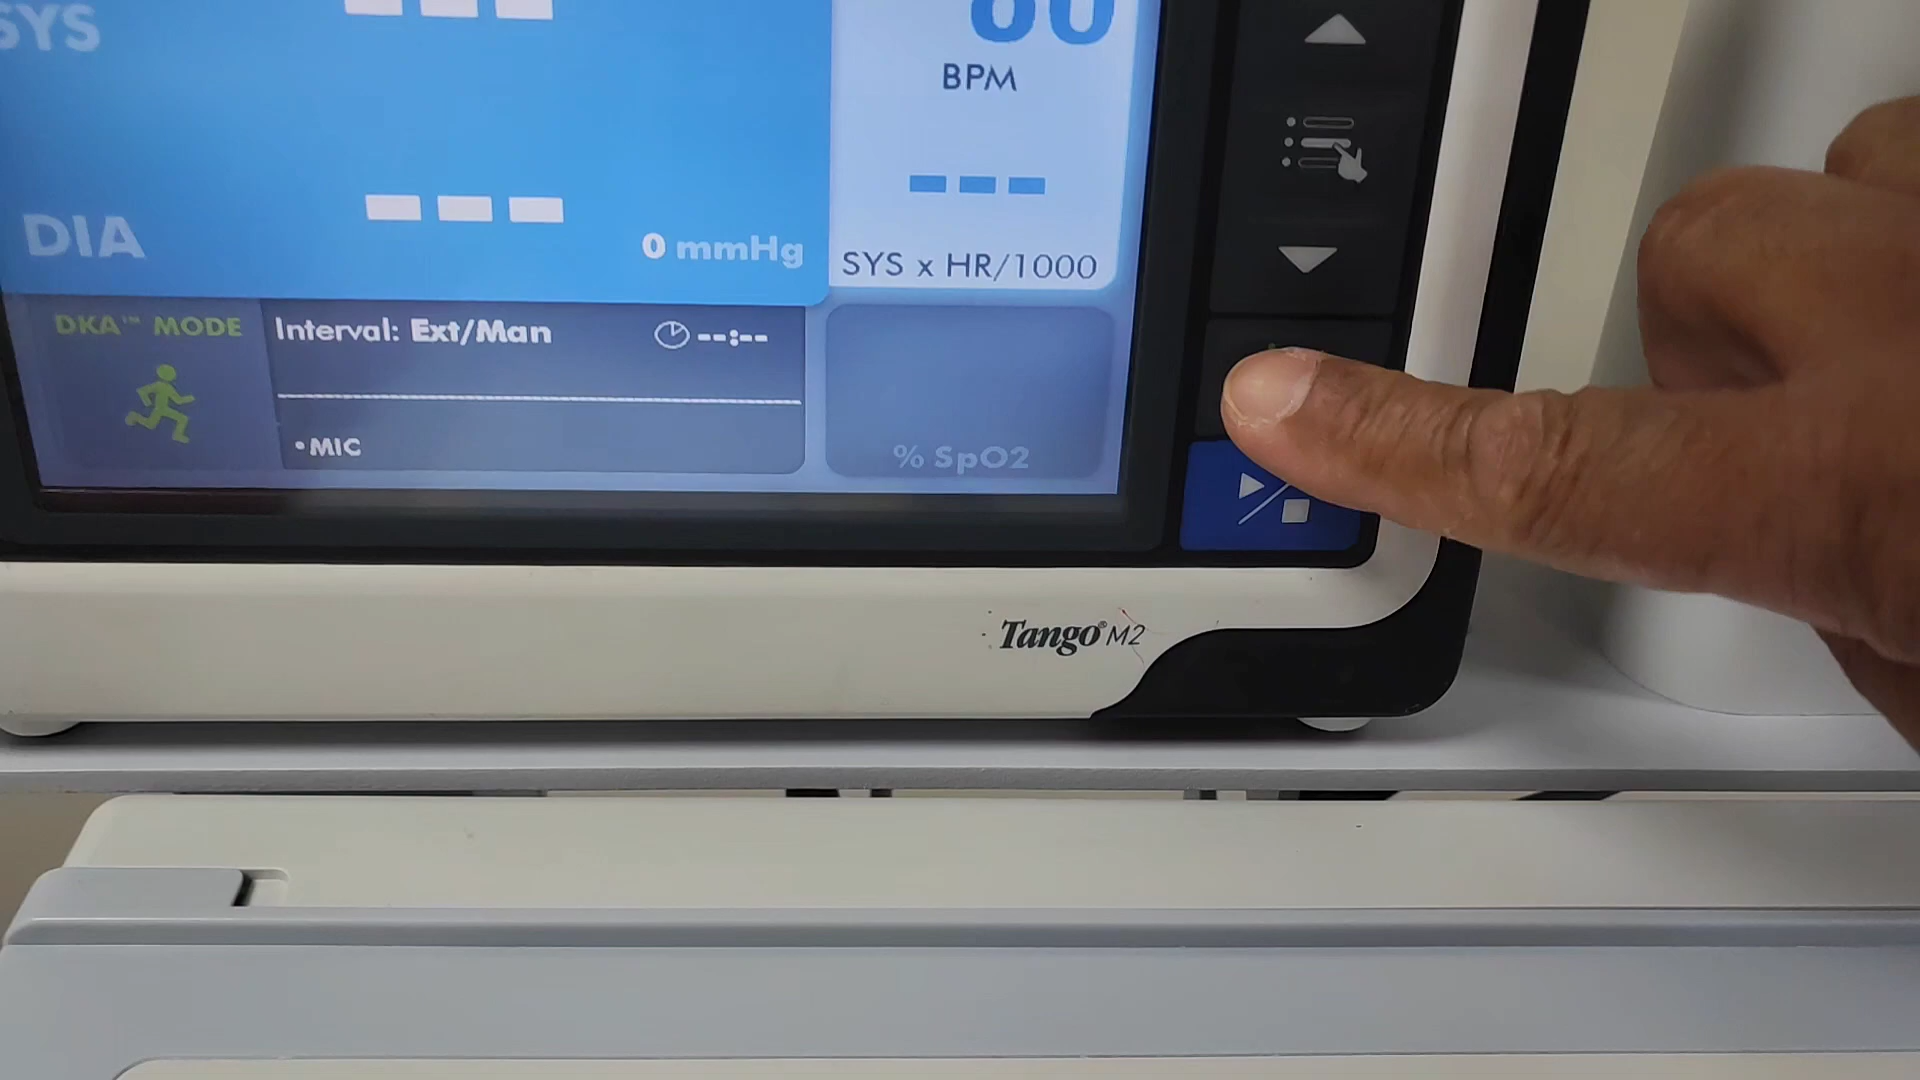 SYS
BPM
---
SYS x HR/1000
DIA
---
0 mmHg
DKA™ MODE
Interval: Ext/Man --:--
•MIC
% SpO2
Tango® M2